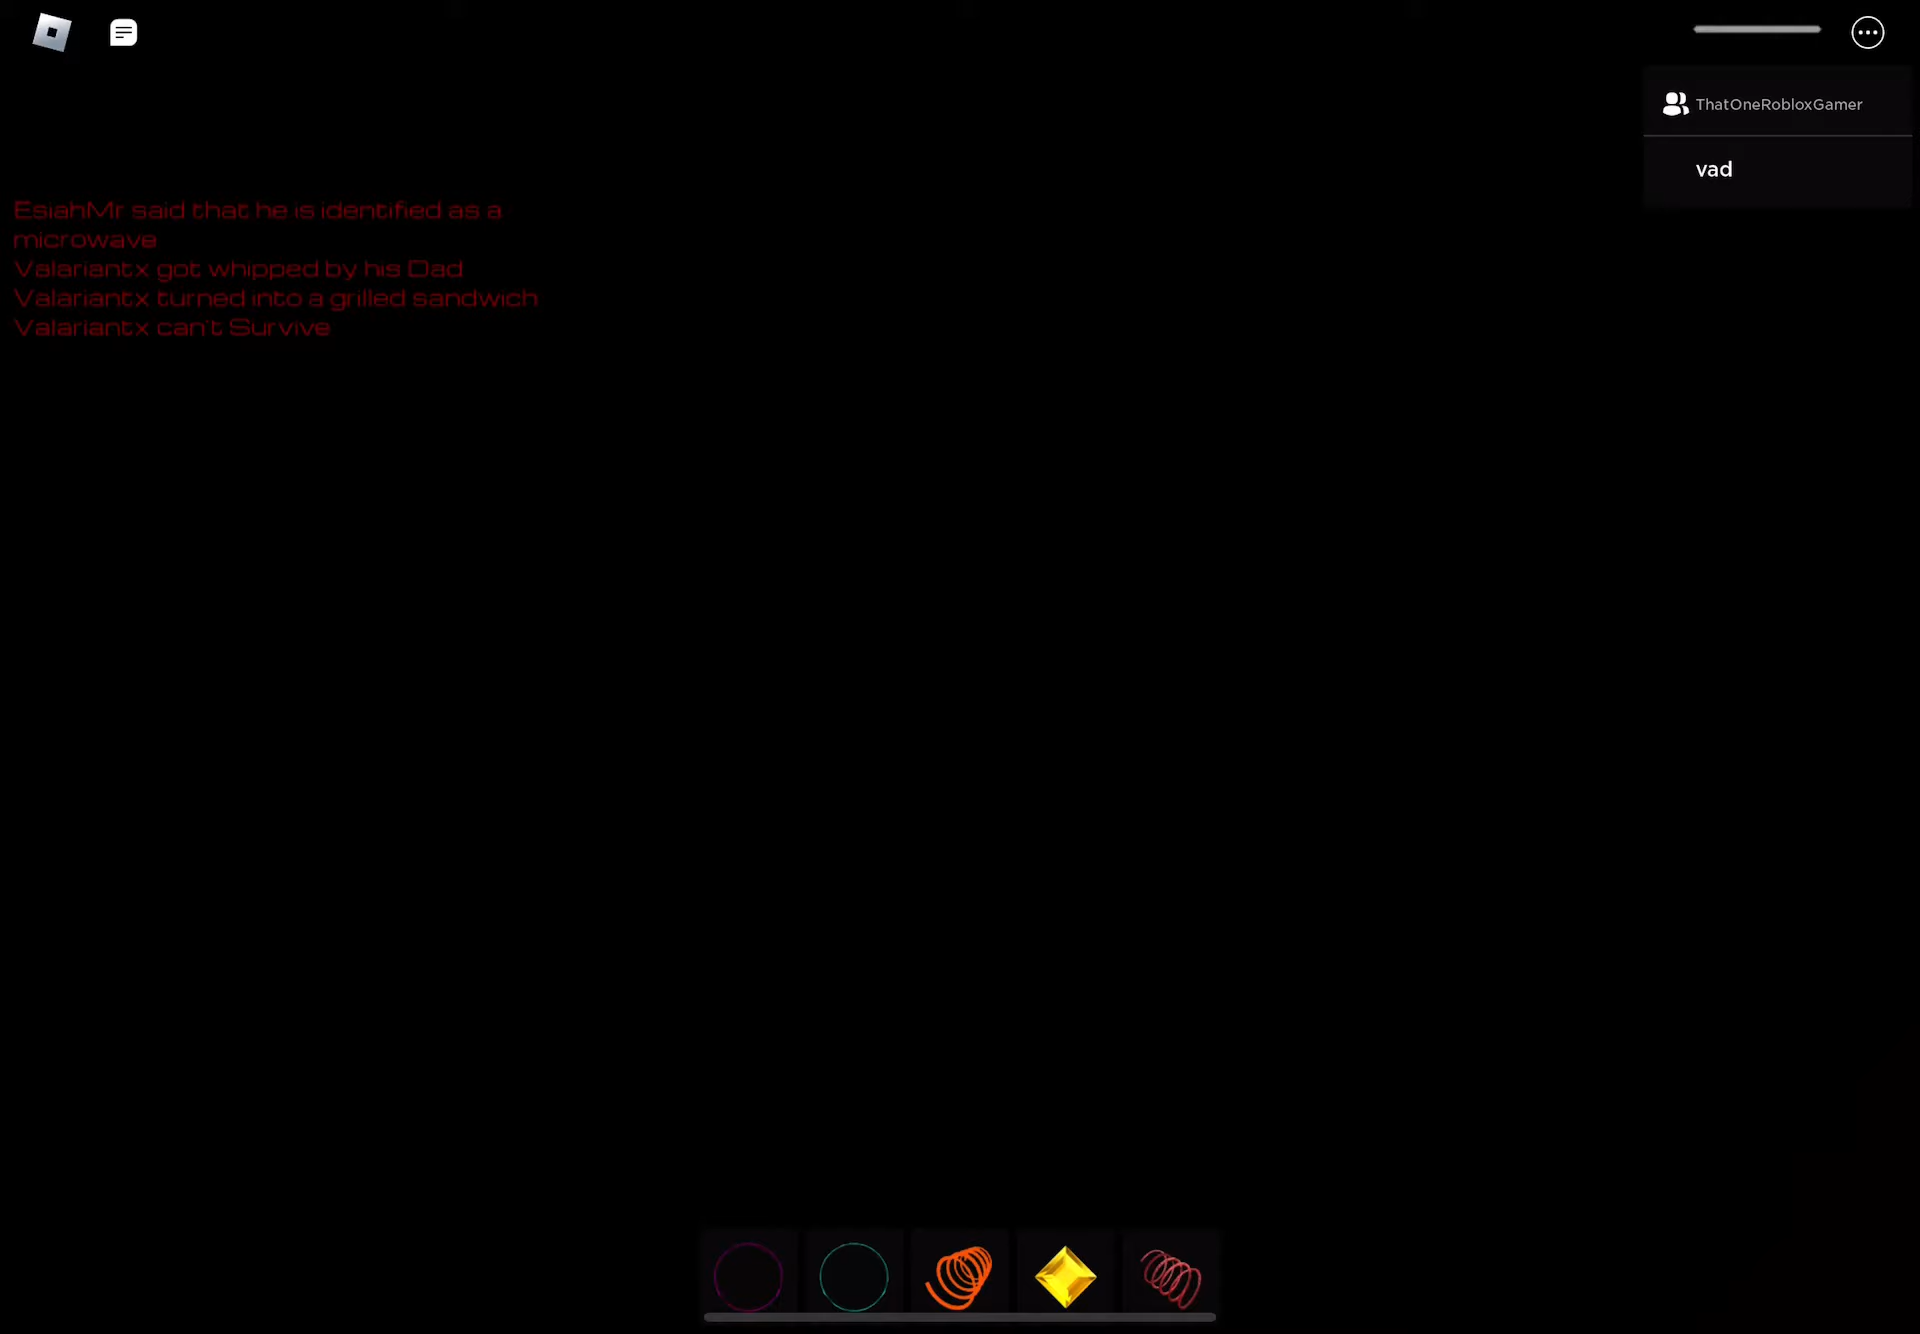 ThatOneRobloxGamer
vad
EsiahMr said that he is identified as a
microwave
Valariantx got whipped by his Dad
Valariantx turned into a grilled sandwich
Valariantx can't Survive